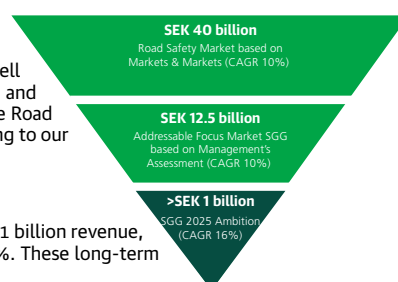 SEK 40 billion
Road Safety Market based on
Markets & Markets (CAGR 10%)
ell
and
e Road
ng to our
SEK 12.5 billion
Addressable Focus Market SGG
based on Management's
Assessment (CAGR 10%)
>SEK 1 billion
SGG 2025 Ambition
(CAGR 16%)
1 billion revenue,
%. These long-term